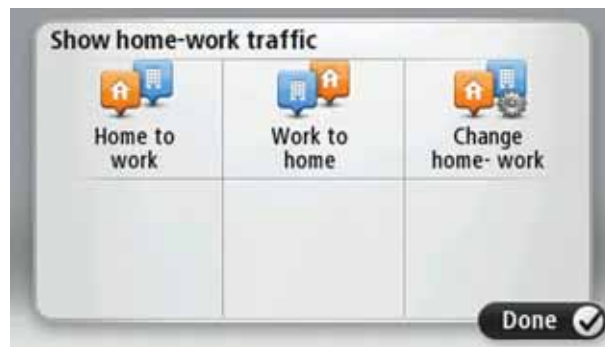 Show home-work traffic
Home to
work
Work to
home
Change
home- work
Done